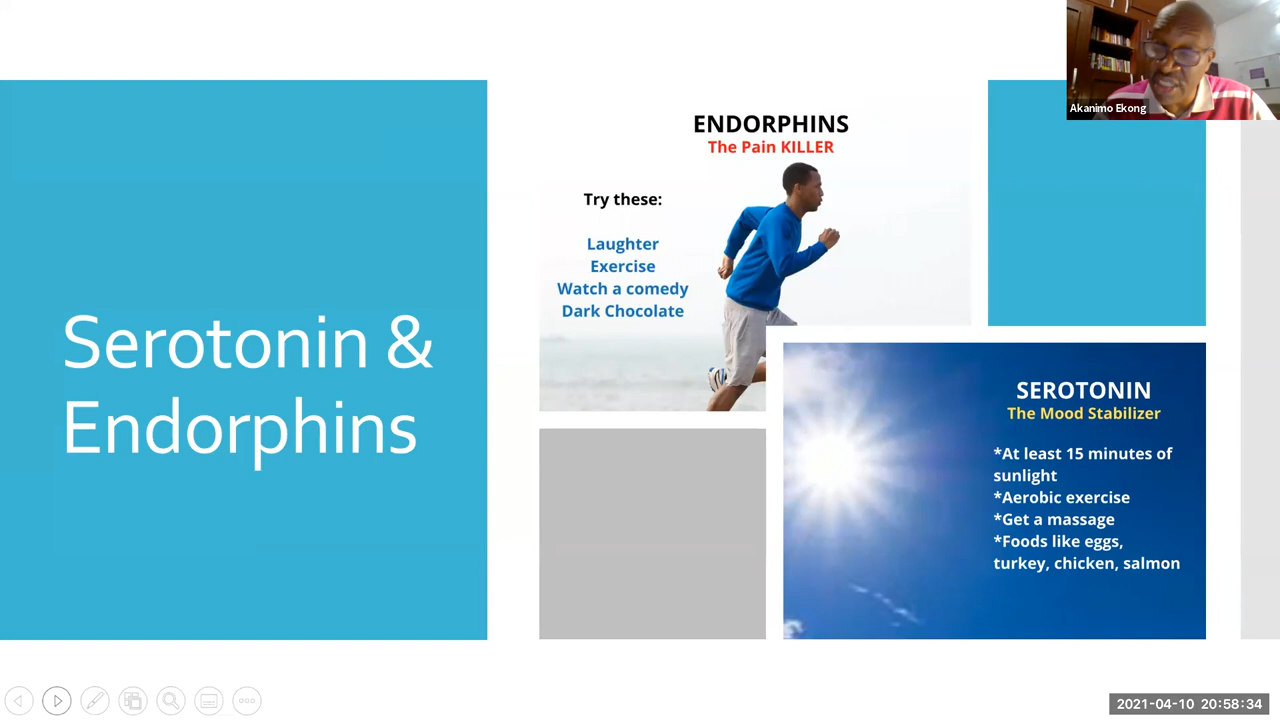 Akanimo Ekong
Serotonin &
Endorphins
ENDORPHINS
The Pain KILLER
Try these:
Laughter
Exercise
Watch a comedy
Dark Chocolate
SEROTONIN
The Mood Stabilizer
*At least 15 minutes of
sunlight
*Aerobic exercise
*Get a massage
*Foods like eggs,
turkey, chicken, salmon
2021-04-10 20:58:34